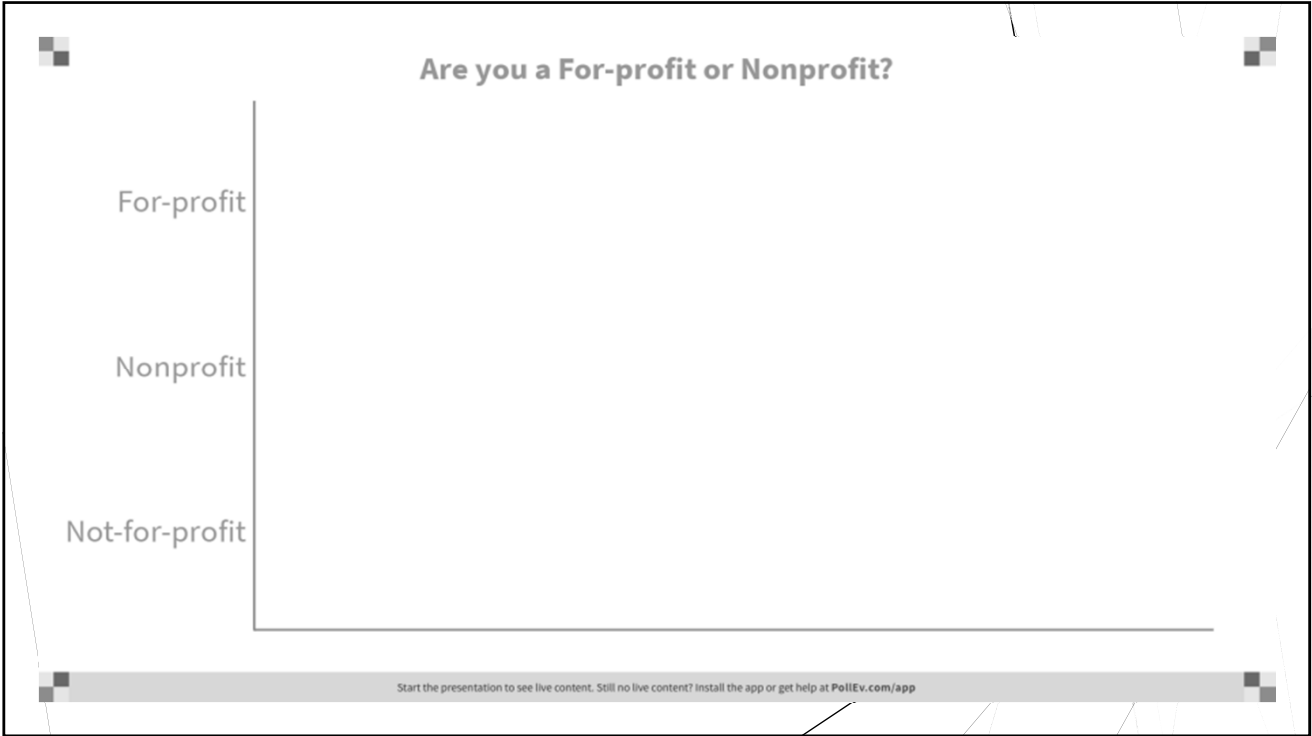 Are you a For-profit or Nonprofit?
For-profit
Nonprofit
Not-for-profit
Start the presentation to see live content. Still no live content? Install the app or get help at PollEv.com/app